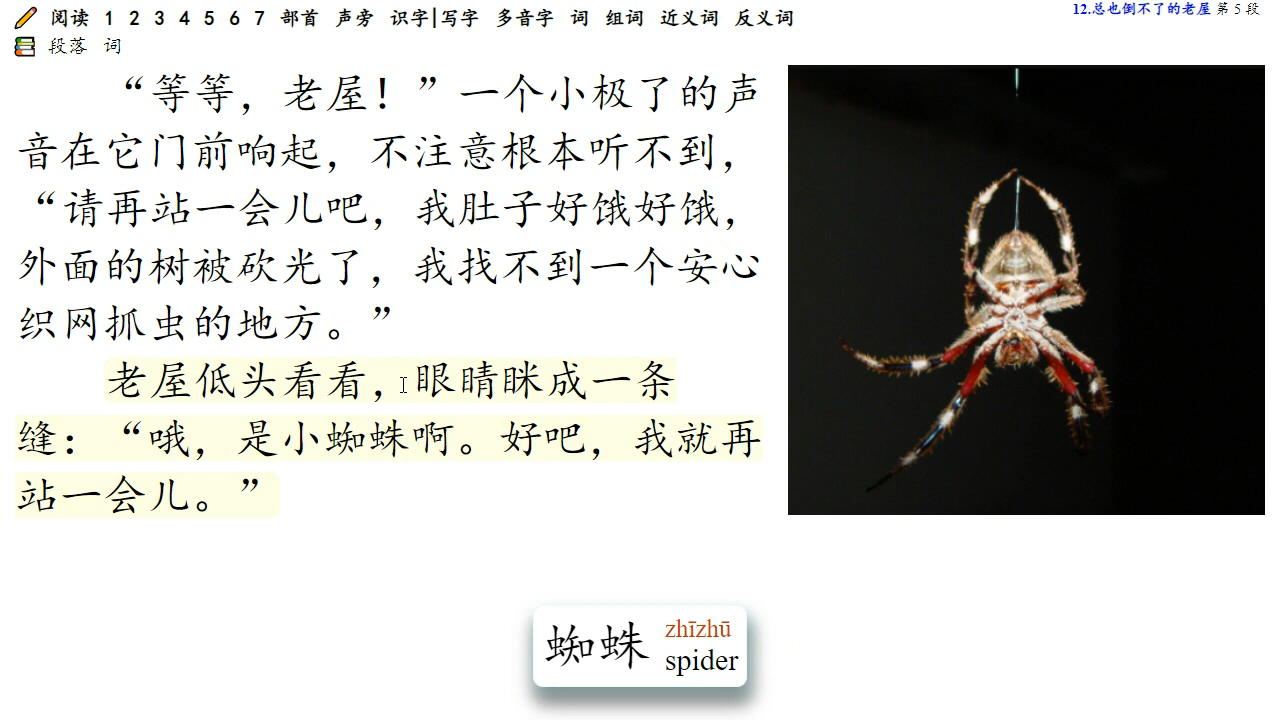 阅读 1 2 3 4 5 6 7 部首 声旁 识字|写字 多音字 词 组词 近义词 反义词
12.总也倒不了的老屋 第 5 段
段落 词
“等等，老屋！”一个小极了的声
音在它门前响起，不注意根本听不到，
“请再站一会儿吧，我肚子好饿好饿，
外面的树被砍光了，我找不到一个安心
织网抓虫的地方。”
老屋低头看看，眼睛眯成一条
缝：“哦，是小蜘蛛啊。好吧，我就再
站一会儿。”
蜘蛛 zhīzhū
spider